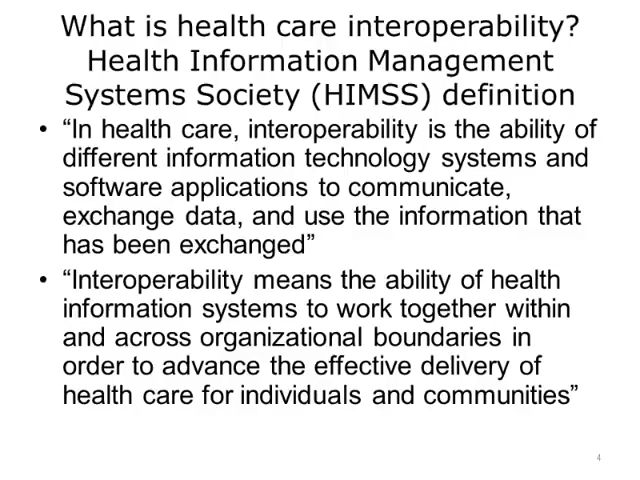 What is health care interoperability?
Health Information Management
Systems Society (HIMSS) definition
• “In health care, interoperability is the ability of
different information technology systems and
software applications to communicate,
exchange data, and use the information that
has been exchanged”
• “Interoperability means the ability of health
information systems to work together within
and across organizational boundaries in
order to advance the effective delivery of
health care for individuals and communities”
4